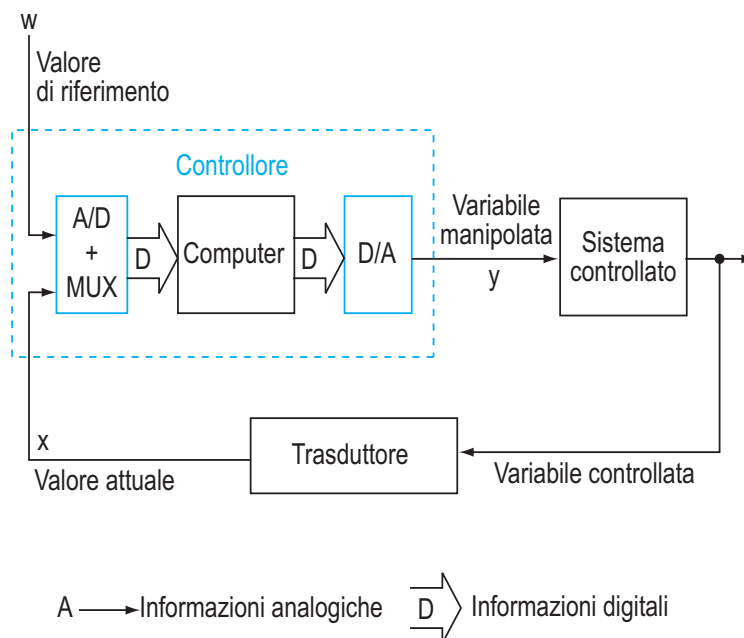 w
Valore
di riferimento
Controllore
A/D
+
MUX
D
Computer
D
D/A
Variabile
manipolata
y
Sistema
controllato
x
Valore attuale
Trasduttore
Variabile controllata
A Informazioni analogiche
D Informazioni digitali